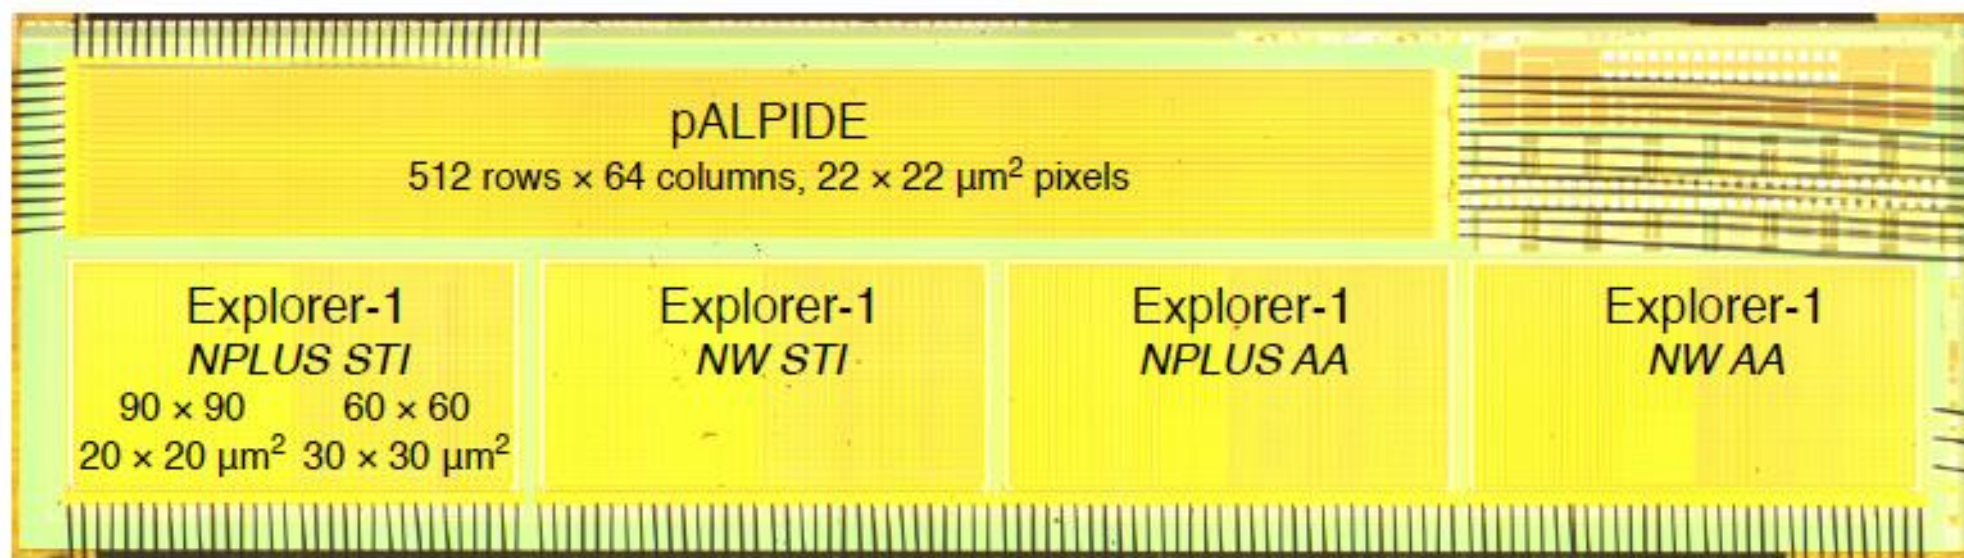 pALPIDE
512 rows × 64 columns, 22 × 22 µm² pixels
Explorer-1
NPLUS STI
90 × 90 60 × 60
20 × 20 µm² 30 × 30 µm²
Explorer-1
NW STI
Explorer-1
NPLUS AA
Explorer-1
NW AA